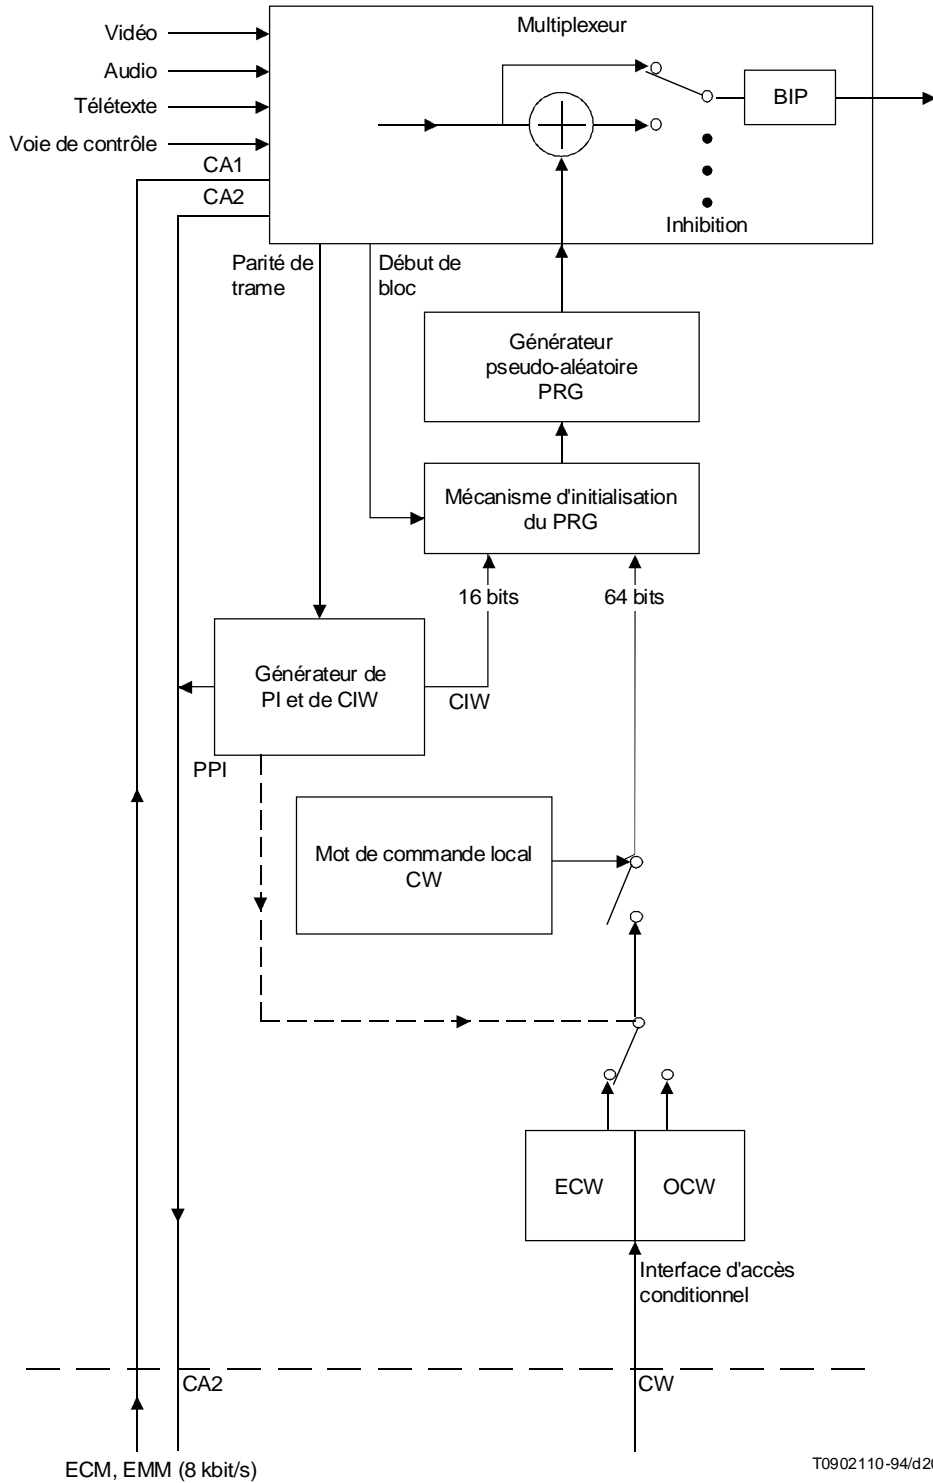 Multiplexeur
Vidéo
Audio
Télétexte
Voie de contrôle
CA1
CA2
BIP
Inhibition
Parité de
trame
Début de
bloc
Générateur
pseudo-aléatoire
PRG
Mécanisme d'initialisation
du PRG
16 bits
64 bits
Générateur de
PI et de CIW
CIW
PPI
Mot de commande local
CW
ECW
OCW
Interface d'accès
conditionnel
CA2
CW
ECM, EMM (8 kbit/s)
T0902110-94/d20